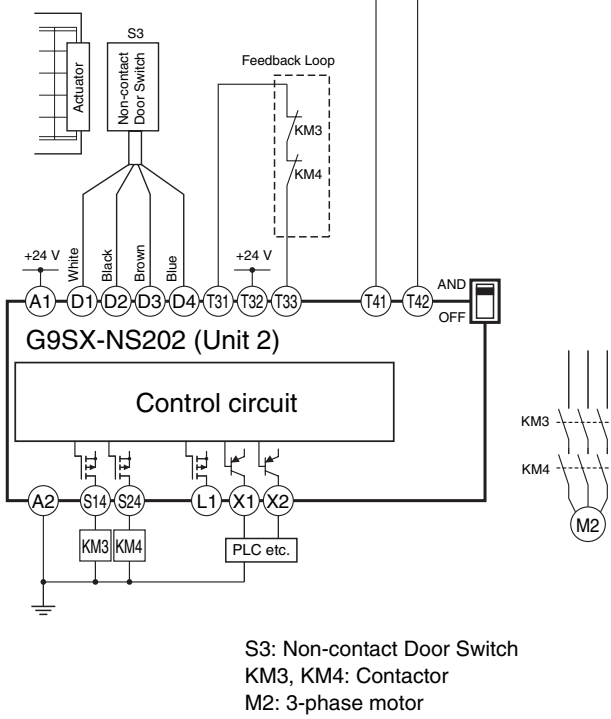 S3
Non-contact
Door Switch
Actuator
Feedback Loop
KM3
KM4
+24 V
White
Black
Brown
Blue
+24 V
A1
D1
D2
D3
D4
T31
T32
T33
T41
T42
AND
OFF
G9SX-NS202 (Unit 2)
Control circuit
KM3
KM4
M2
A2
S14
S24
L1
X1
X2
KM3
KM4
PLC etc.
S3: Non-contact Door Switch
KM3, KM4: Contactor
M2: 3-phase motor